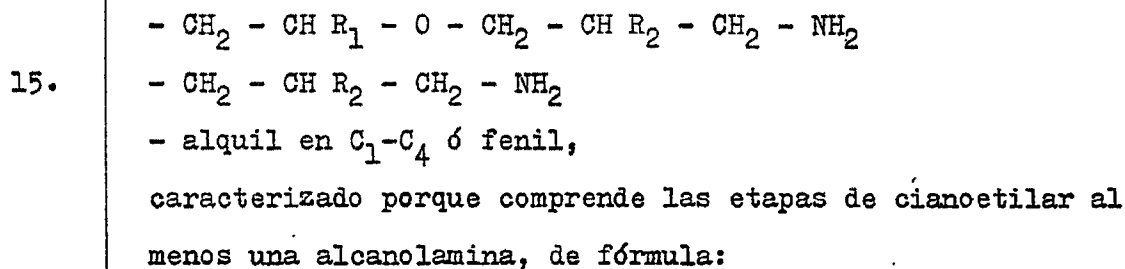 - CH₂ - CH R₁ - O - CH₂ - CH R₂ - CH₂ - NH₂
15. - CH₂ - CH R₂ - CH₂ - NH₂
- alquil en C₁-C₄ ó fenil,
caracterizado porque comprende las etapas de cianoetilar al
menos una alcanolamina, de fórmula: